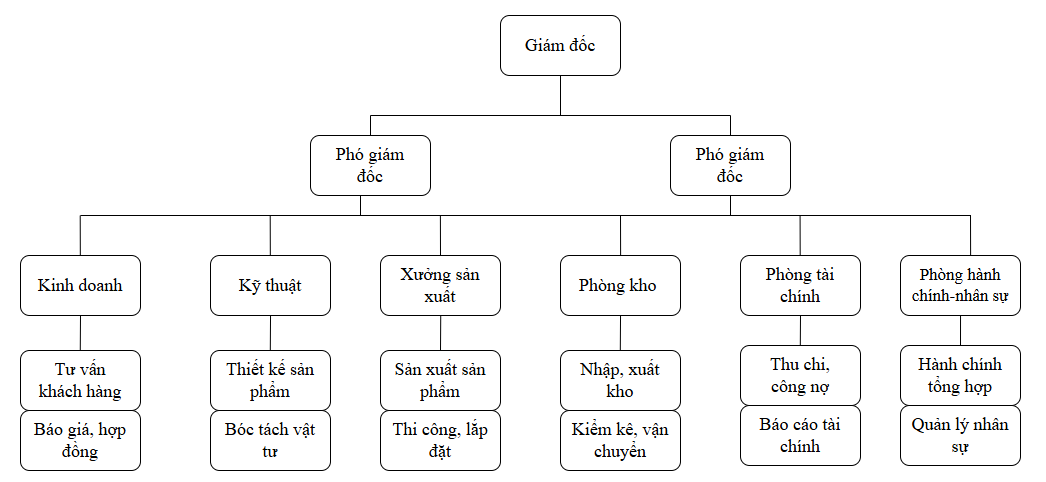 Giám đốc
Phó giám
đốc
Phó giám
đốc
Kinh doanh
Kỹ thuật
Xưởng sản
xuất
Phòng kho
Phòng tài
chính
Phòng hành
chính-nhân sự
Tư vấn
khách hàng
Báo giá, hợp
đồng
Thiết kế sản
phẩm
Bóc tách vật
tư
Sản xuất sản
phẩm
Thi công, lắp
đặt
Nhập, xuất
kho
Kiểm kê, vận
chuyển
Thu chi,
công nợ
Báo cáo tài
chính
Hành chính
tổng hợp
Quản lý nhân
sự